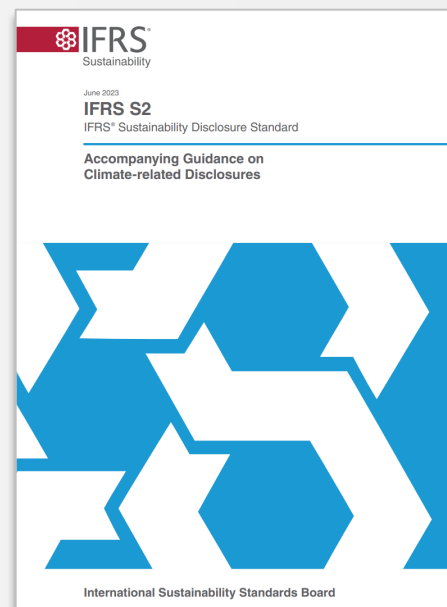 IFRS®
Sustainability
June 2023
IFRS S2
IFRS® Sustainability Disclosure Standard
Accompanying Guidance on
Climate-related Disclosures
International Sustainability Standards Board